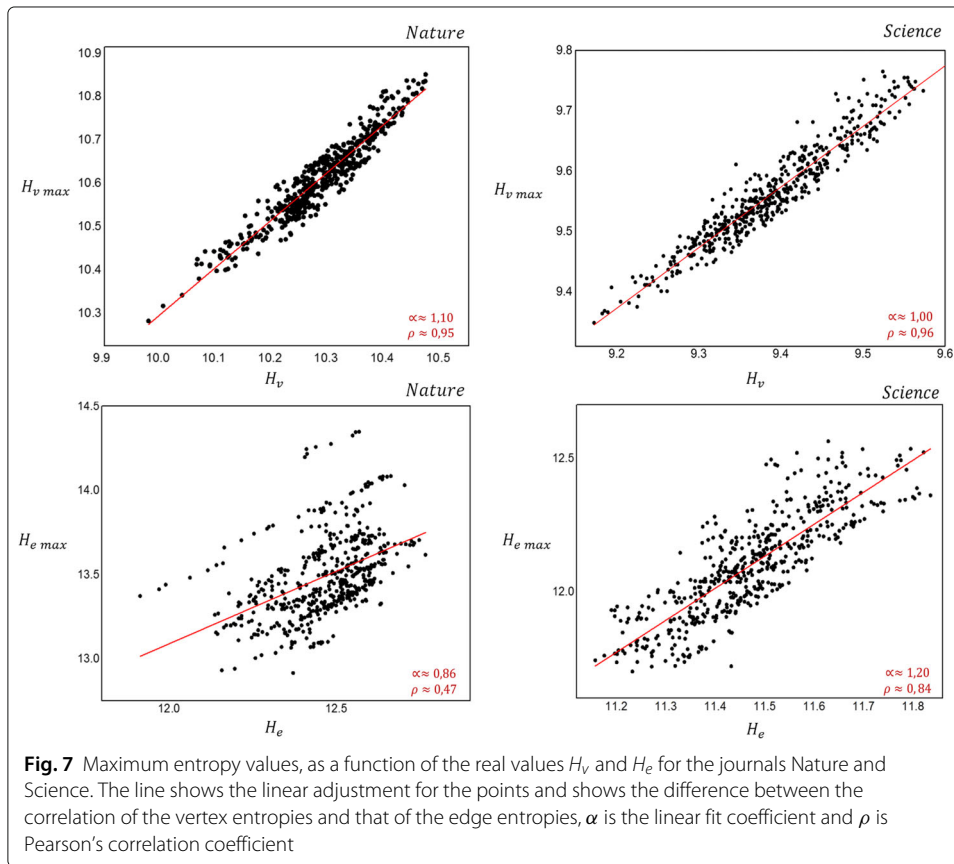 Nature
10.9
10.8
10.7
10.6
10.5
10.4
10.3
H_v max
9.9 10.0 10.1 10.2 10.3 10.4 10.5
H_v
∝≈ 1,10
ρ ≈ 0,95
Science
9.8
9.7
9.6
9.5
9.4
H_v max
9.2 9.3 9.4 9.5 9.6
H_v
∝≈ 1,00
ρ ≈ 0,96
Nature
14.5
14.0
13.5
13.0
H_e max
12.0 12.5
H_e
∝≈ 0,86
ρ ≈ 0,47
Science
12.5
12.0
H_e max
11.2 11.3 11.4 11.5 11.6 11.7 11.8
H_e
∝≈ 1,20
ρ ≈ 0,84
Fig. 7 Maximum entropy values, as a function of the real values H_v and H_e for the journals Nature and
Science. The line shows the linear adjustment for the points and shows the difference between the
correlation of the vertex entropies and that of the edge entropies, α is the linear fit coefficient and ρ is
Pearson's correlation coefficient